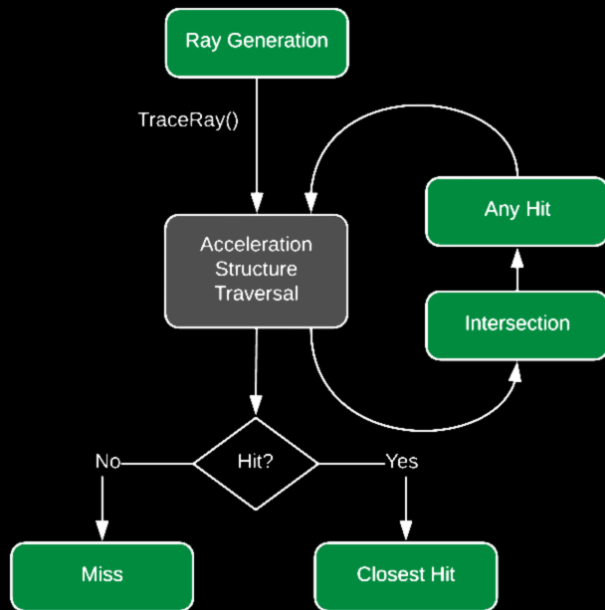 Ray Generation
TraceRay()
Acceleration
Structure
Traversal
Any Hit
Intersection
Hit?
No
Yes
Miss
Closest Hit